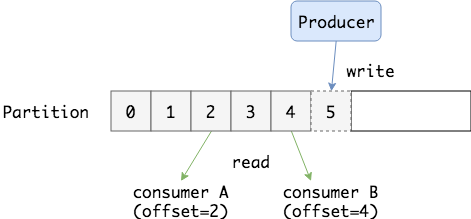 Producer
write
Partition 0 1 2 3 4 5
read
consumer A
(offset=2)
consumer B
(offset=4)